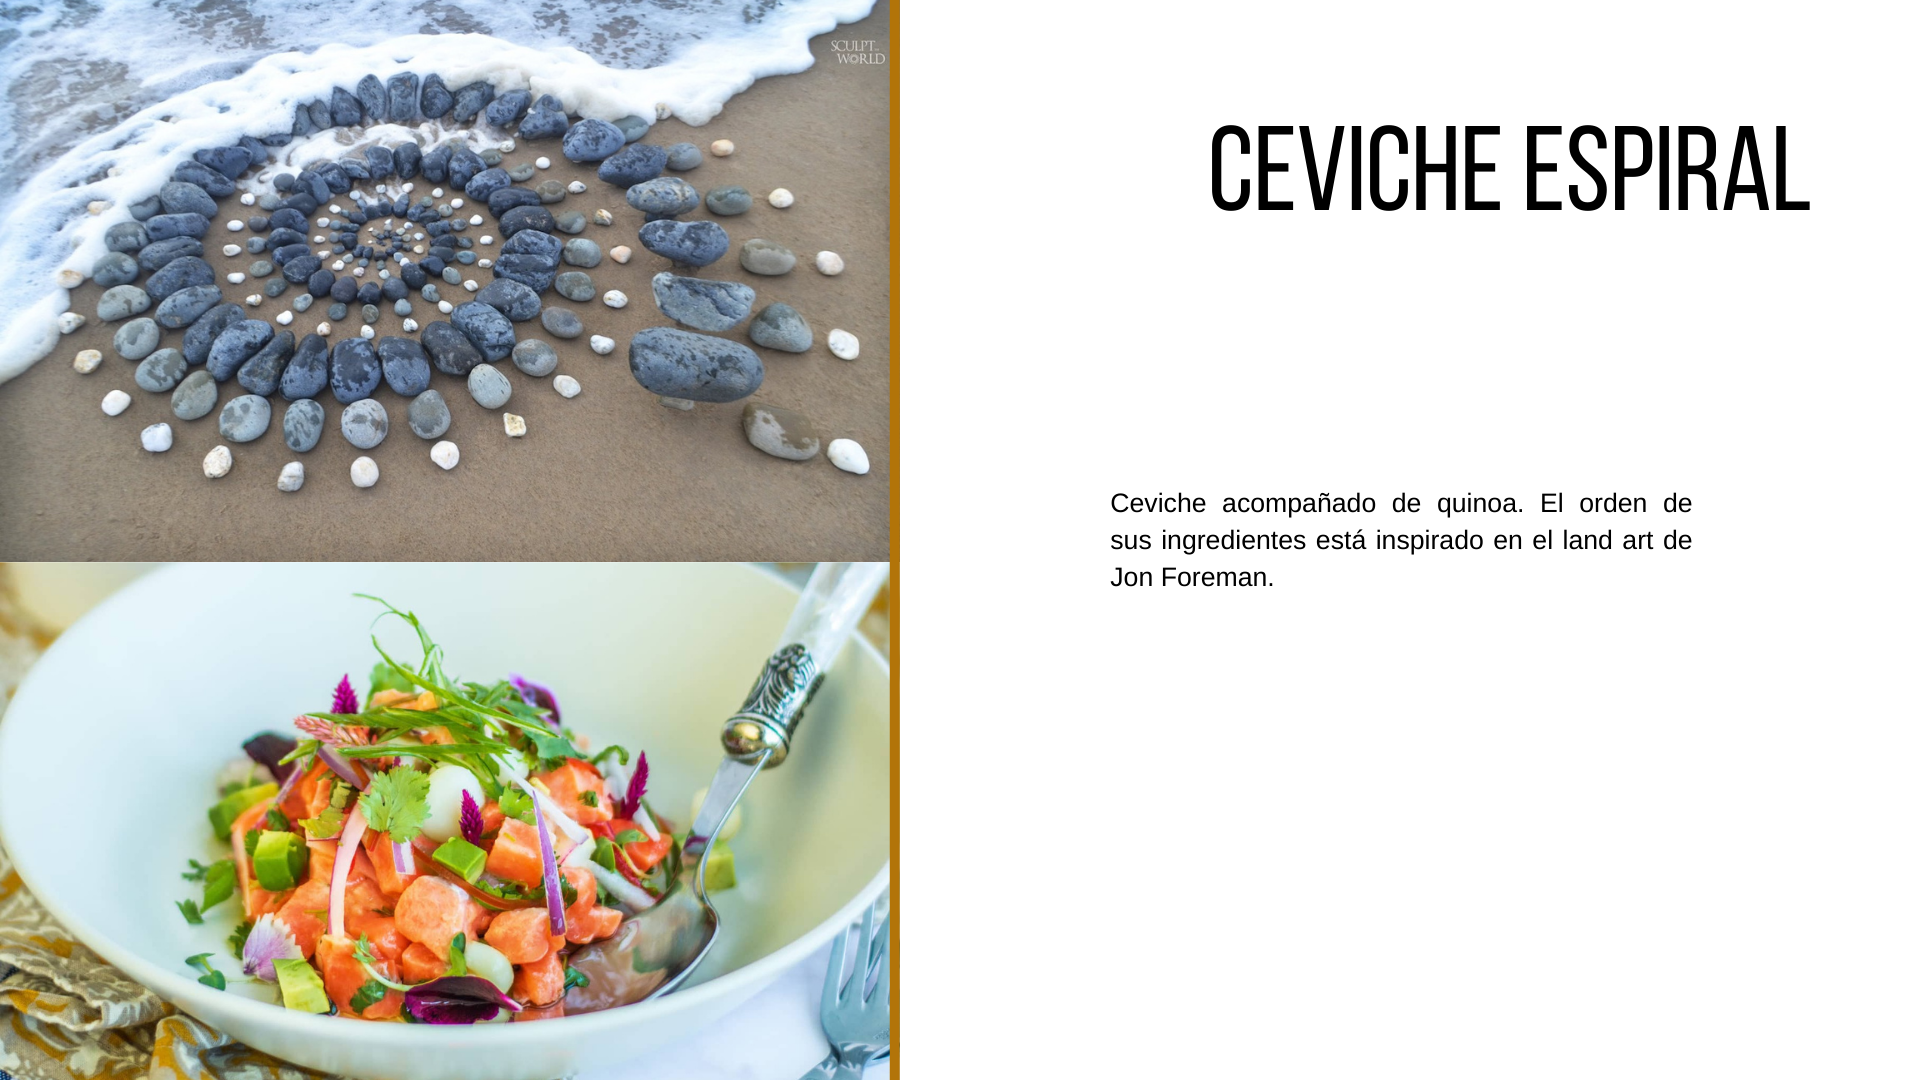 SCULPT THE
WORLD
CEVICHE ESPIRAL
Ceviche acompañado de quinoa. El orden de
sus ingredientes está inspirado en el land art de
Jon Foreman.